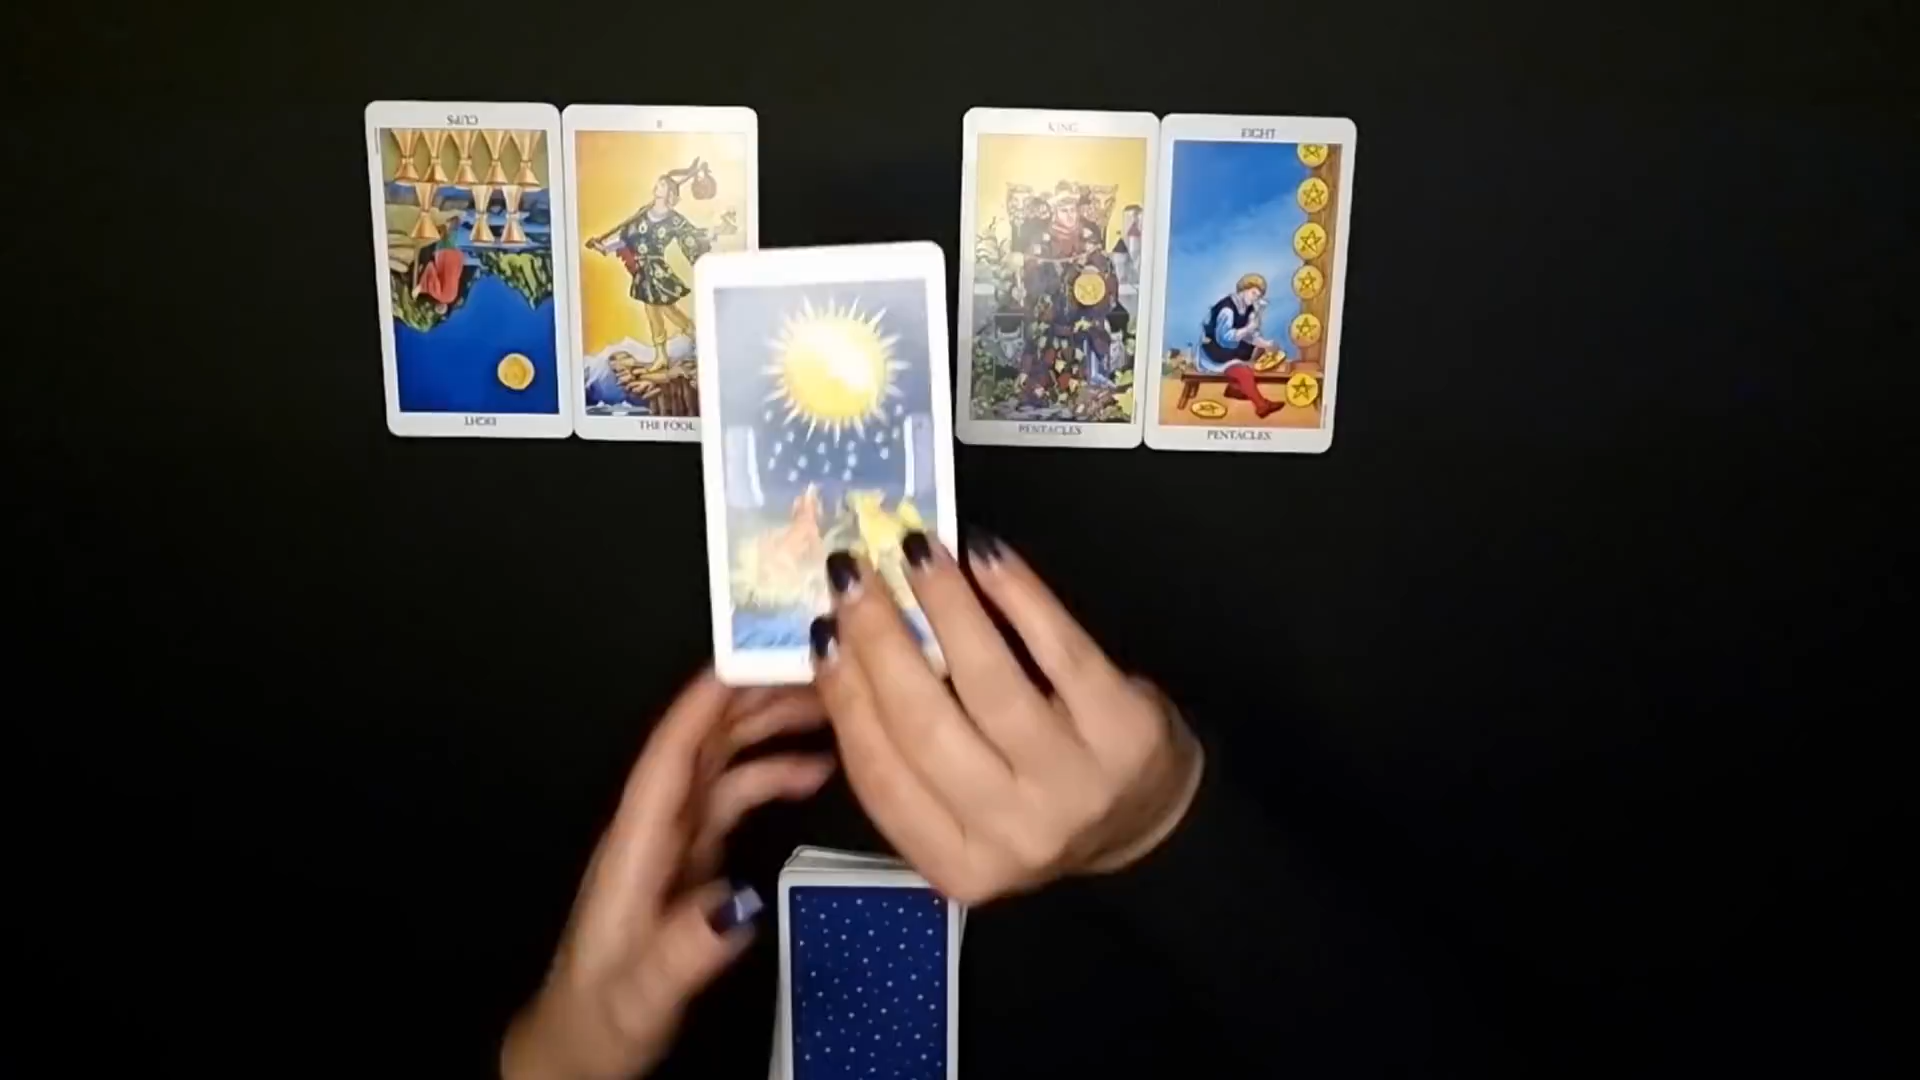 CUPS
EIGHT
THE FOOL
KING
PENTACLES
EIGHT
PENTACLES